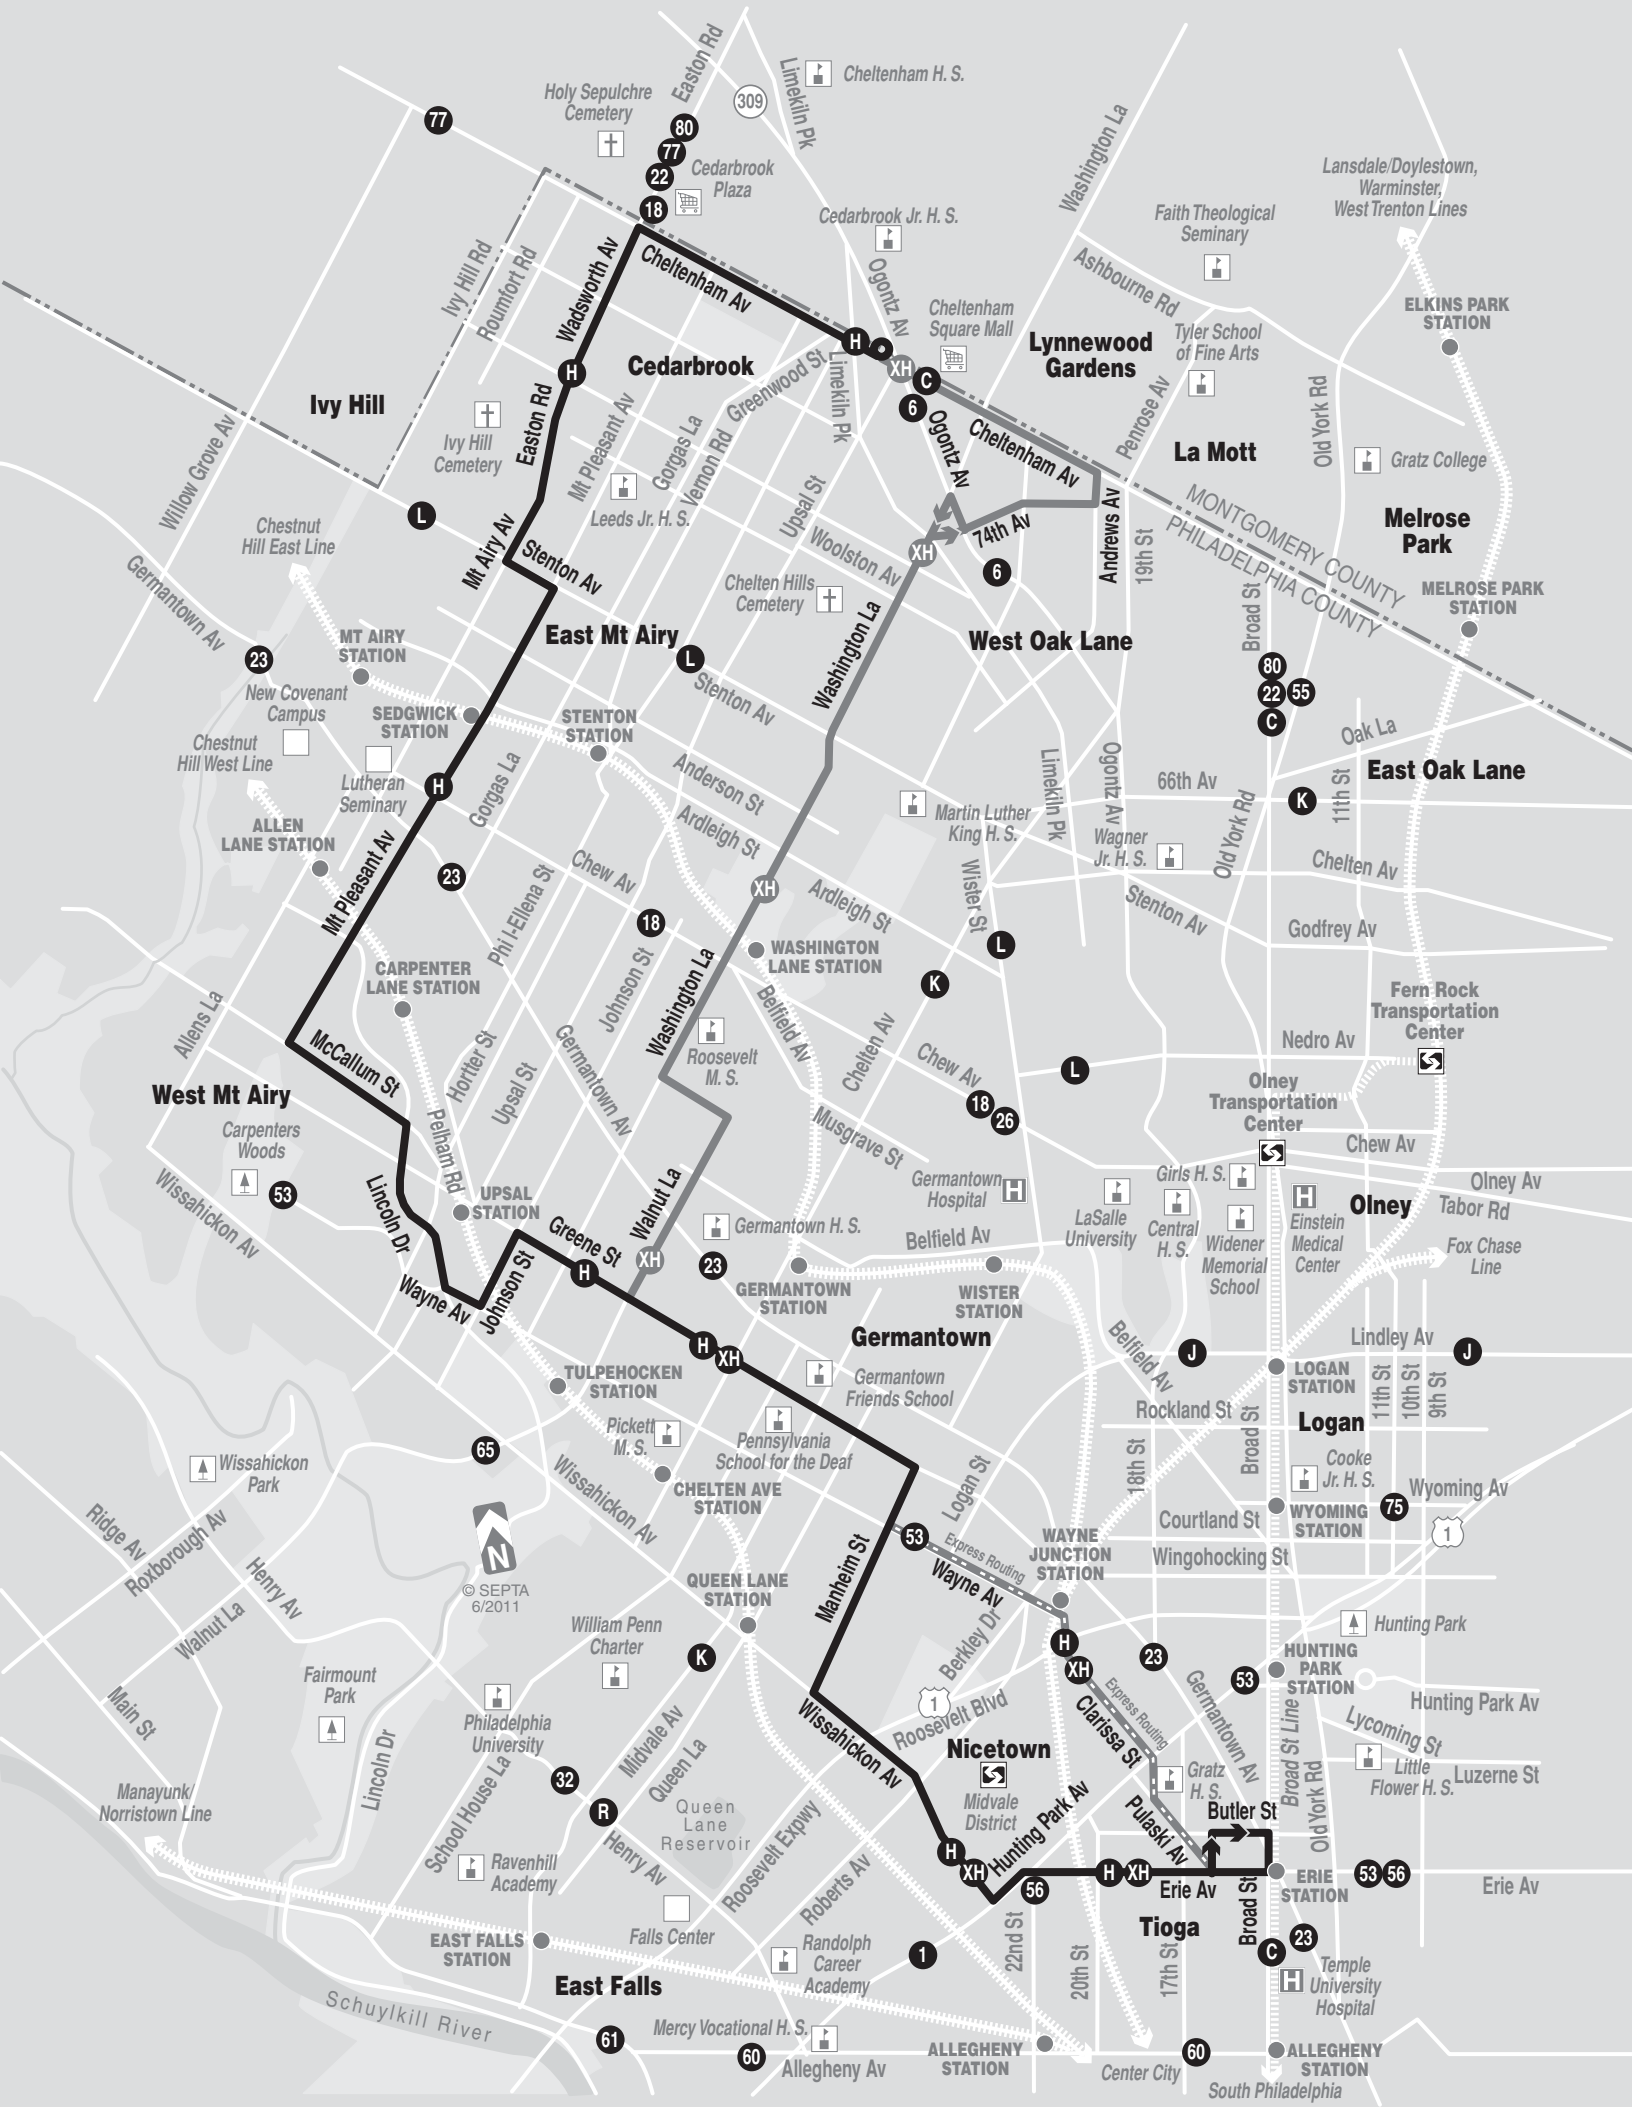 Easton Rd
309
Limekiln Pk
Cheltenham H. S.
Holy Sepulchre
Cemetery
77
80
77
22
18
Cedarbrook
Plaza
Washington La
Lansdale/Doylestown,
Warminster,
West Trenton Lines
Cedarbrook Jr. H. S.
Faith Theological
Seminary
Ivy Hill Rd
Roumfort Rd
Wadsworth Av
Cheltenham Av
Ogontz Av
Ashbourne Rd
Cheltenham
Square Mall
ELKINS PARK
STATION
Lynnewood
Gardens
Tyler School
of Fine Arts
H
XH
C
6
H
Cedarbrook
Greenwood St
Limekiln Pk
Ivy Hill
Willow Grove Av
Easton Rd
Ivy Hill
Cemetery
Mt Pleasant Av
Gorgas La
Vernon Rd
Ogontz Av
Cheltenham Av
Penrose Av
Old York Rd
La Mott
Gratz College
Leeds Jr. H. S.
Upsal St
MONTGOMERY COUNTY
PHILADELPHIA COUNTY
Melrose
Park
L
Chestnut
Hill East Line
Mt Airy Av
Stenton Av
Woolston Av
XH
74th Av
Andrews Av
19th St
6
Chelten Hills
Cemetery
Germantown Av
MELROSE PARK
STATION
Broad St
MT AIRY
STATION
East Mt Airy
L
Washington La
West Oak Lane
23
80
22
55
C
New Covenant
Campus
SEDGWICK
STATION
STENTON
STATION
Stenton Av
Oak La
Chestnut
Hill West Line
Lutheran
Seminary
H
Gorgas La
Anderson St
Limekiln Pk
Ogontz Av
66th Av
K
11th St
East Oak Lane
ALLEN
LANE STATION
Ardleigh St
Martin Luther
King H. S.
Wagner
Jr. H. S.
Old York Rd
Chelten Av
Mt Pleasant Av
23
Chew Av
XH
Ardleigh St
Wister St
Stenton Av
Godfrey Av
Phil-Ellena St
18
WASHINGTON
LANE STATION
L
K
CARPENTER
LANE STATION
Johnson St
Washington La
Belfield Av
Fern Rock
Transportation
Center
Allens La
McCallum St
Hortter St
Germantown Av
Roosevelt
M. S.
Chelten Av
Chew Av
L
Nedro Av
West Mt Airy
Upsal St
18
26
Olney
Transportation
Center
Carpenters
Woods
Pelham Rd
Musgrave St
Chew Av
53
Wissahickon Av
Lincoln Dr
UPSAL
STATION
Walnut La
Germantown
Hospital
H
Girls H. S.
H
Olney Av
Tabor Rd
LaSalle
University
Central
H. S.
Widener
Memorial
School
Einstein
Medical
Center
Olney
Greene St
Germantown H. S.
Belfield Av
Fox Chase
Line
H
XH
23
GERMANTOWN
STATION
WISTER
STATION
Wayne Av
Johnson St
H
XH
Germantown
Belfield Av
J
Lindley Av
J
TULPEHOCKEN
STATION
Germantown
Friends School
LOGAN
STATION
11th St
10th St
9th St
Pickett
M. S.
Pennsylvania
School for the Deaf
Rockland St
Logan
Broad St
65
Wissahickon
Park
Wissahickon Av
CHELTEN AVE
STATION
Logan St
18th St
Cooke
Jr. H. S.
Wyoming Av
Ridge Av
Roxborough Av
N
53
Express Routing
WAYNE
JUNCTION
STATION
Courtland St
WYOMING
STATION
75
1
Wingohocking St
Henry Av
© SEPTA
6/2011
QUEEN LANE
STATION
Manheim St
Wayne Av
Walnut La
William Penn
Charter
K
Berkley Dr
H
XH
23
Hunting Park
HUNTING
PARK
STATION
53
Main St
Fairmount
Park
Philadelphia
University
Midvale Av
Queen La
1
Roosevelt Blvd
Wissahickon Av
Clarissa St
Express Routing
Germantown Av
Broad St Line
Hunting Park Av
Lycoming St
Nicetown
Midvale
District
Gratz
H. S.
Little
Flower H. S.
Luzerne St
Lincoln Dr
Manayunk/
Norristown Line
School House La
32
R
Queen
Lane
Reservoir
Hunting Park Av
Pulaski Av
Butler St
Old York Rd
Henry Av
Roosevelt Expwy
H
XH
Ravenhill
Academy
Roberts Av
56
H
XH
Erie Av
ERIE
STATION
53
56
Erie Av
Falls Center
22nd St
Tioga
Broad St
EAST FALLS
STATION
Randolph
Career
Academy
1
20th St
17th St
C
23
East Falls
H
Temple
University
Hospital
Schuylkill River
Mercy Vocational H. S.
61
60
Allegheny Av
ALLEGHENY
STATION
Center City
60
ALLEGHENY
STATION
South Philadelphia